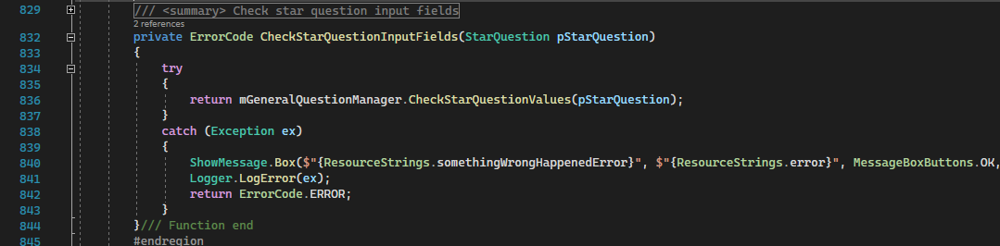 829 /// <summary> Check star question input fields
2 references
832 private ErrorCode CheckStarQuestionInputFields(StarQuestion pStarQuestion)
833 {
834 try
835 {
836 return mGeneralQuestionManager.CheckStarQuestionValues(pStarQuestion);
837 }
838 catch (Exception ex)
839 {
840 ShowMessage.Box($"{ResourceStrings.somethingWrongHappenedError}", $"{ResourceStrings.error}", MessageBoxButtons.OK,
841 Logger.LogError(ex);
842 return ErrorCode.ERROR;
843 }
844 }/// Function end
845 #endregion